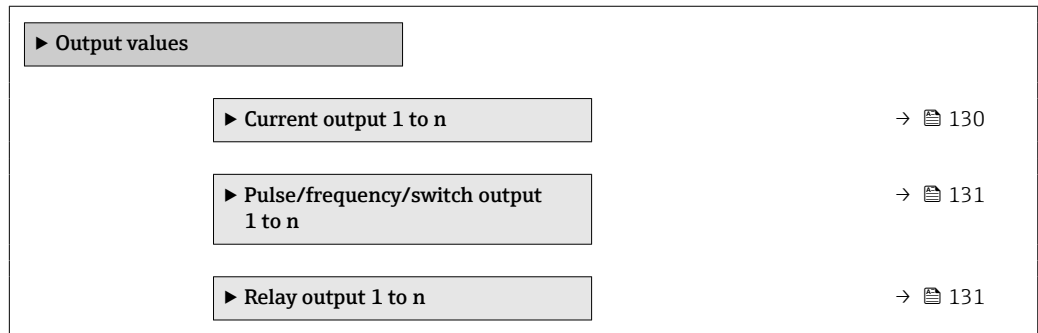 ▶ Output values
▶ Current output 1 to n → 130
▶ Pulse/frequency/switch output → 131
1 to n
▶ Relay output 1 to n → 131